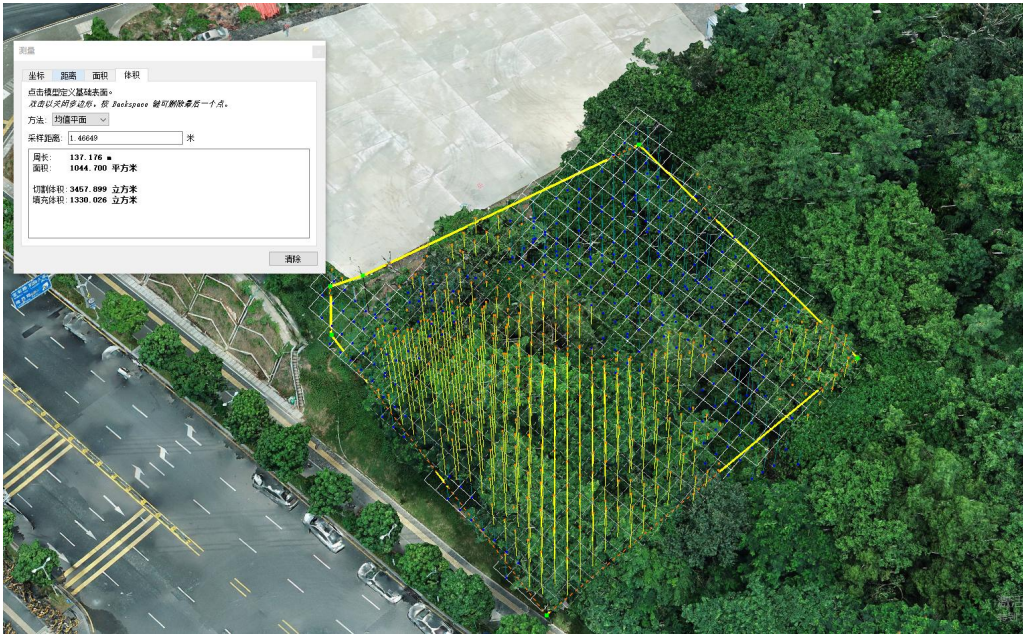 测量
坐标 距离 面积 体积
点击模型定义基础表面。
双击以关闭多边形。按 Backspace 键可删除最后一个点。
方法: 均值平面
采样距离: 1.46649 米
周长: 137.176 m
面积: 1044.700 平方米
切割体积: 3457.899 立方米
填充体积: 1330.026 立方米
清除